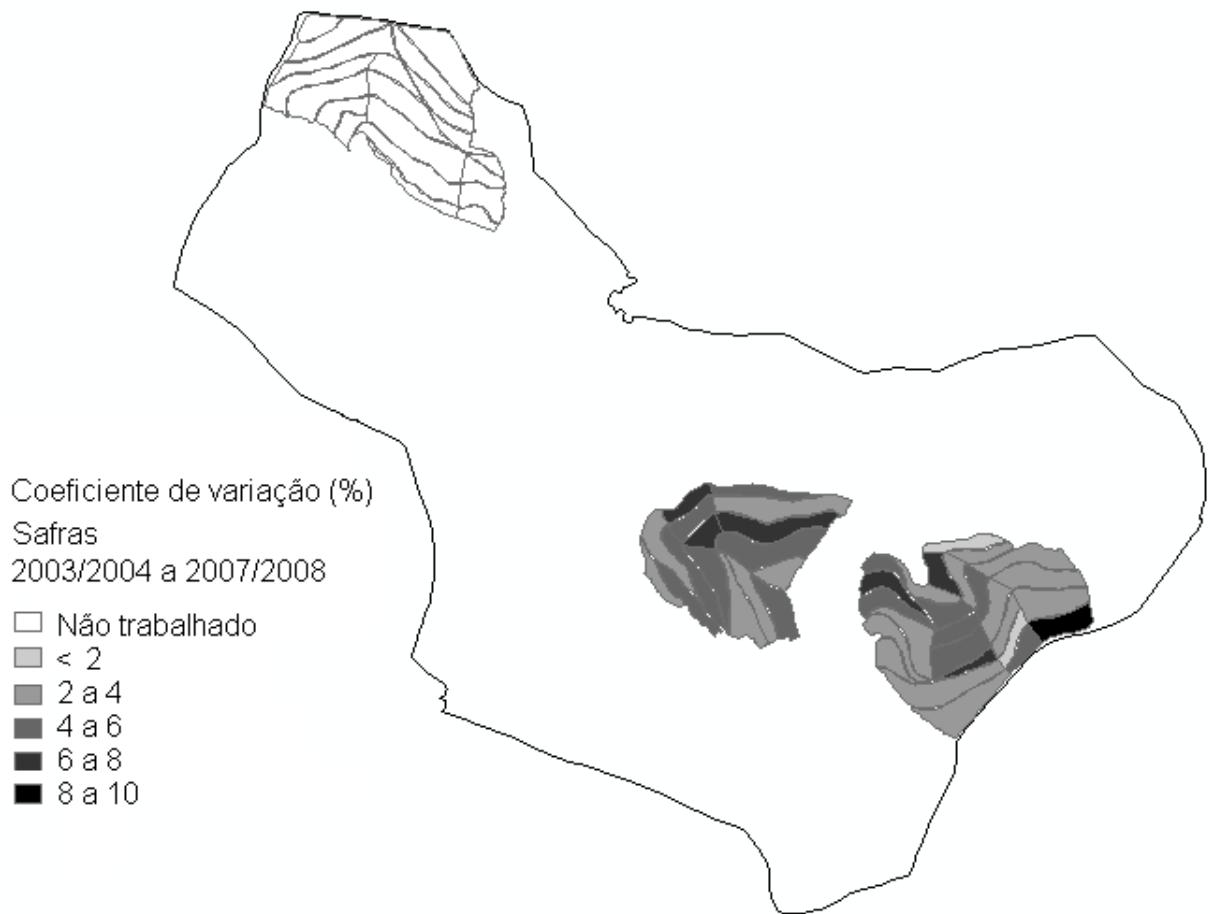 Coeficiente de variação (%)
Safras
2003/2004 a 2007/2008
Não trabalhado
< 2
2 a 4
4 a 6
6 a 8
8 a 10